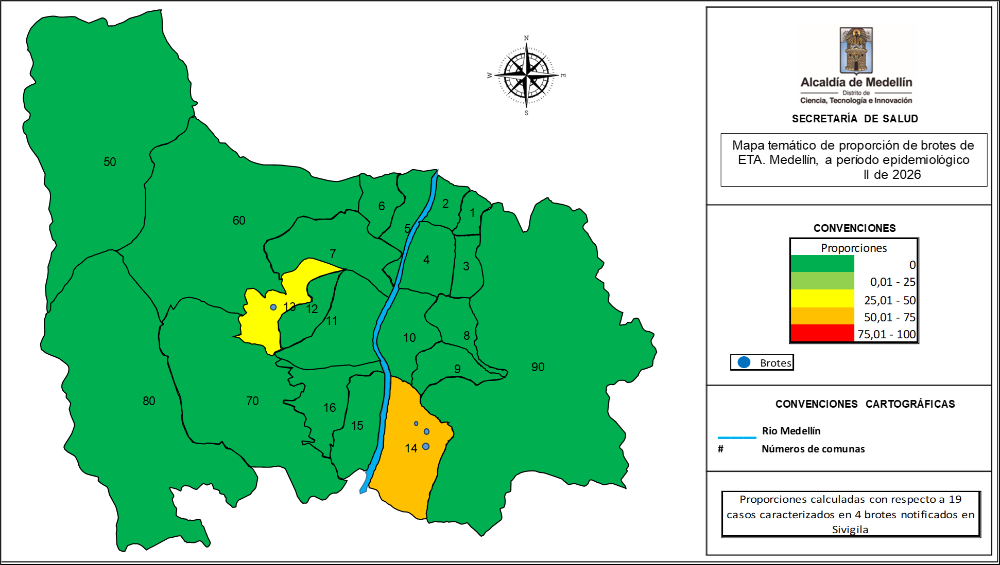 N
W
E
S
50
60
6
2
1
5
7
4
3
13
12
11
10
8
9
90
80
70
16
15
14
Alcaldía de Medellín
Distrito de
Ciencia, Tecnología e Innovación
SECRETARÍA DE SALUD
Mapa temático de proporción de brotes de
ETA. Medellín, a período epidemiológico
II de 2026
CONVENCIONES
Proporciones
0
0,01 - 25
25,01 - 50
50,01 - 75
75,01 - 100
Brotes
CONVENCIONES CARTOGRÁFICAS
Rio Medellín
# Números de comunas
Proporciones calculadas con respecto a 19
casos caracterizados en 4 brotes notificados en
Sivigila